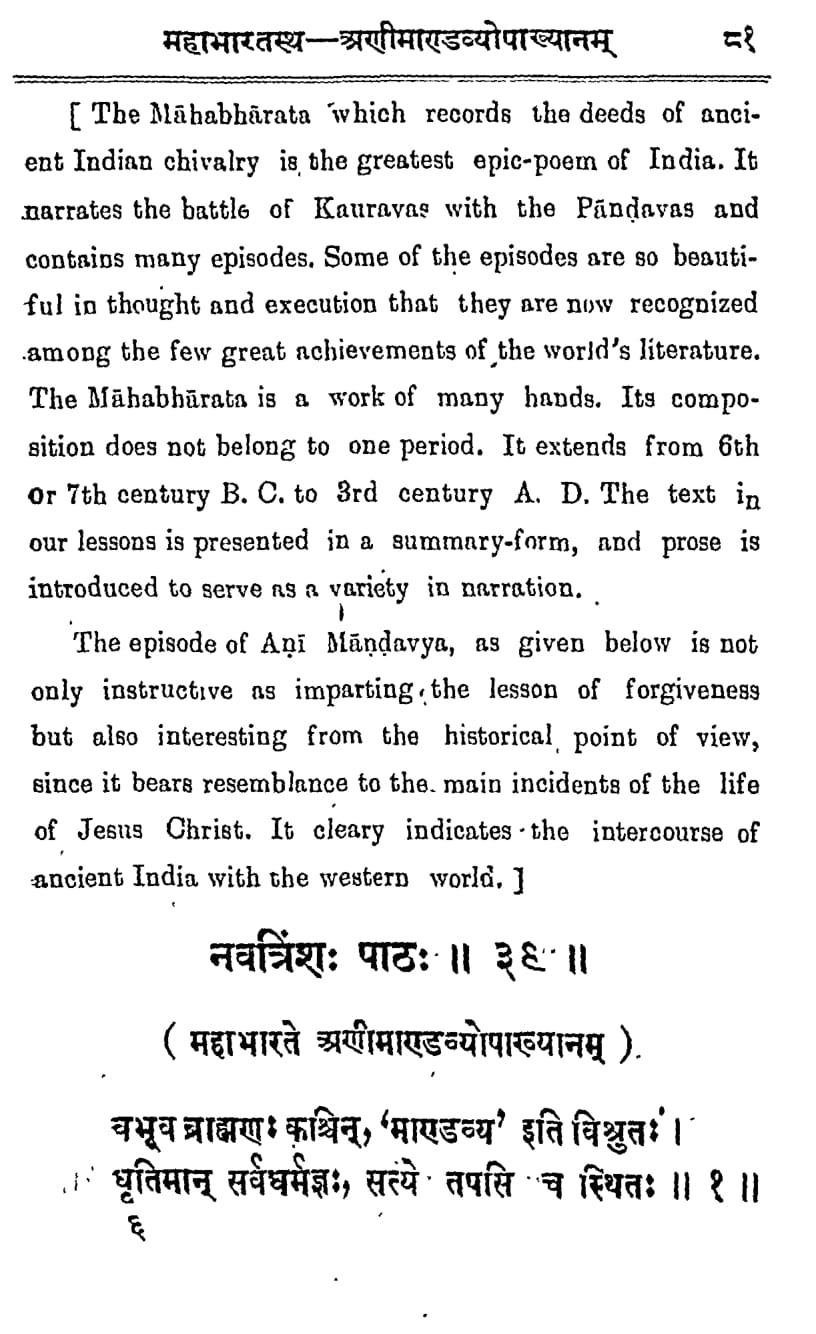 महाभारतस्थ—अणीमाण्डव्योपाख्यानम् ८१
[ The Māhabhārata which records the deeds of anci-
ent Indian chivalry is the greatest epic-poem of India. It
narrates the battle of Kauravas with the Pāṇḍavas and
contains many episodes. Some of the episodes are so beauti-
ful in thought and execution that they are now recognized
among the few great achievements of the world's literature.
The Māhabhārata is a work of many hands. Its compo-
sition does not belong to one period. It extends from 6th
or 7th century B. C. to 3rd century A. D. The text in
our lessons is presented in a summary-form, and prose is
introduced to serve as a variety in narration.
The episode of Aṇī Māṇḍavya, as given below is not
only instructive as imparting the lesson of forgiveness
but also interesting from the historical point of view,
since it bears resemblance to the main incidents of the life
of Jesus Christ. It cleary indicates the intercourse of
ancient India with the western world. ]
नवत्रिंशः पाठः ॥ ३९ ॥
( महाभारते अणीमाण्डव्योपाख्यानम् ).
बभूव ब्राह्मणः कश्चिन्, ‘माण्डव्य’ इति विश्रुतः ।
धृतिमान् सर्वधर्मज्ञः, सत्ये तपसि च स्थितः ॥ १ ॥
६